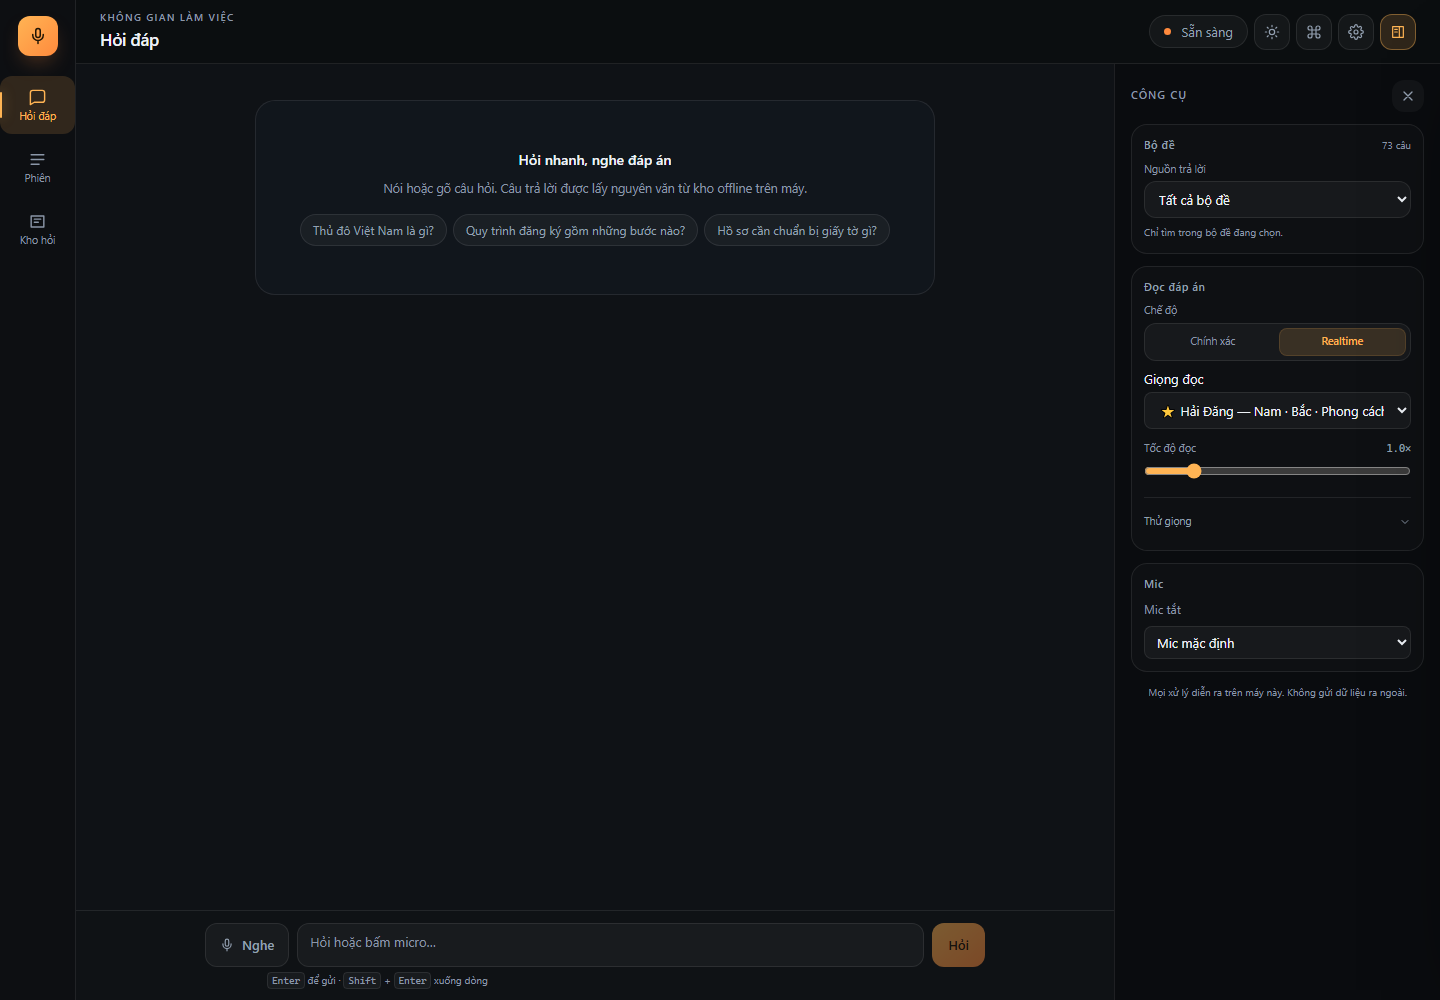 KHÔNG GIAN LÀM VIỆC
Hỏi đáp
Sẵn sàng
Hỏi đáp
Phiên
Kho hỏi
Hỏi nhanh, nghe đáp án
Nói hoặc gõ câu hỏi. Câu trả lời được lấy nguyên văn từ kho offline trên máy.
Thủ đô Việt Nam là gì?
Quy trình đăng ký gồm những bước nào?
Hồ sơ cần chuẩn bị giấy tờ gì?
Nghe
Hỏi hoặc bấm micro...
Hỏi
Enter để gửi · Shift + Enter xuống dòng
CÔNG CỤ
Bộ đề
73 câu
Nguồn trả lời
Tất cả bộ đề
Chỉ tìm trong bộ đề đang chọn.
Đọc đáp án
Chế độ
Chính xác
Realtime
Giọng đọc
★ Hải Đăng — Nam · Bắc · Phong cách
Tốc độ đọc
1.0×
Thử giọng
Mic
Mic tắt
Mic mặc định
Mọi xử lý diễn ra trên máy này. Không gửi dữ liệu ra ngoài.